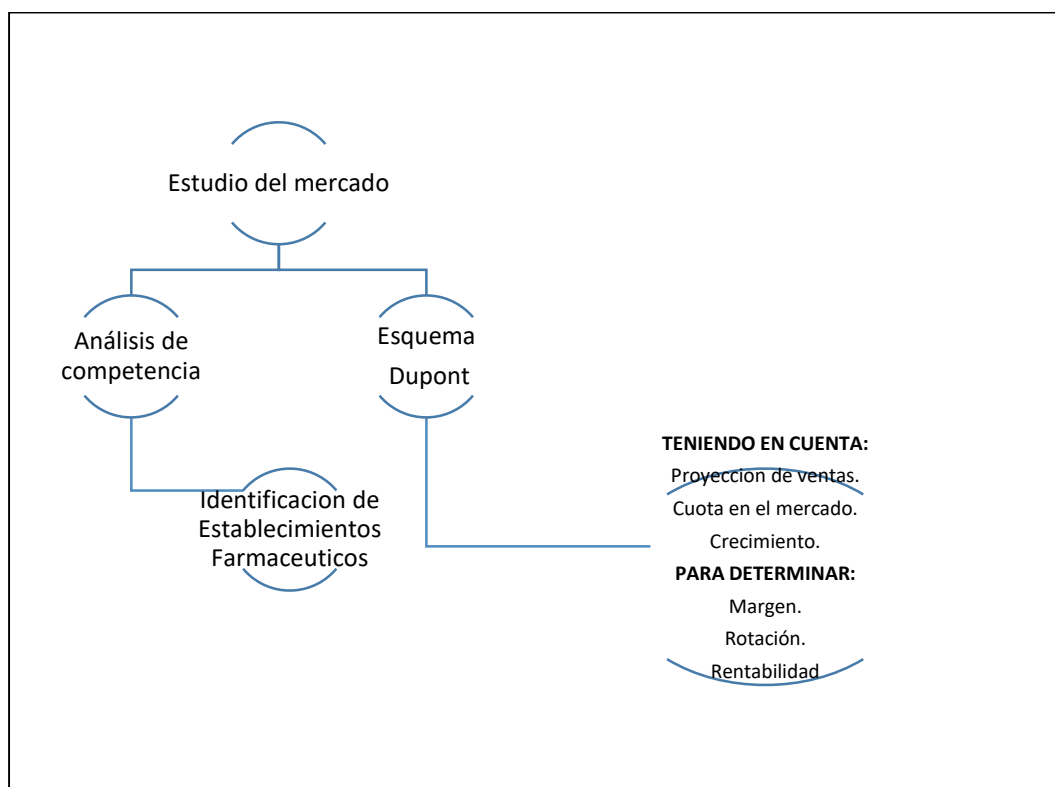 Estudio del mercado
Análisis de
competencia
Esquema
Dupont
Identificacion de
Establecimientos
Farmaceuticos
TENIENDO EN CUENTA:
Proyeccion de ventas.
Cuota en el mercado.
Crecimiento.
PARA DETERMINAR:
Margen.
Rotación.
Rentabilidad